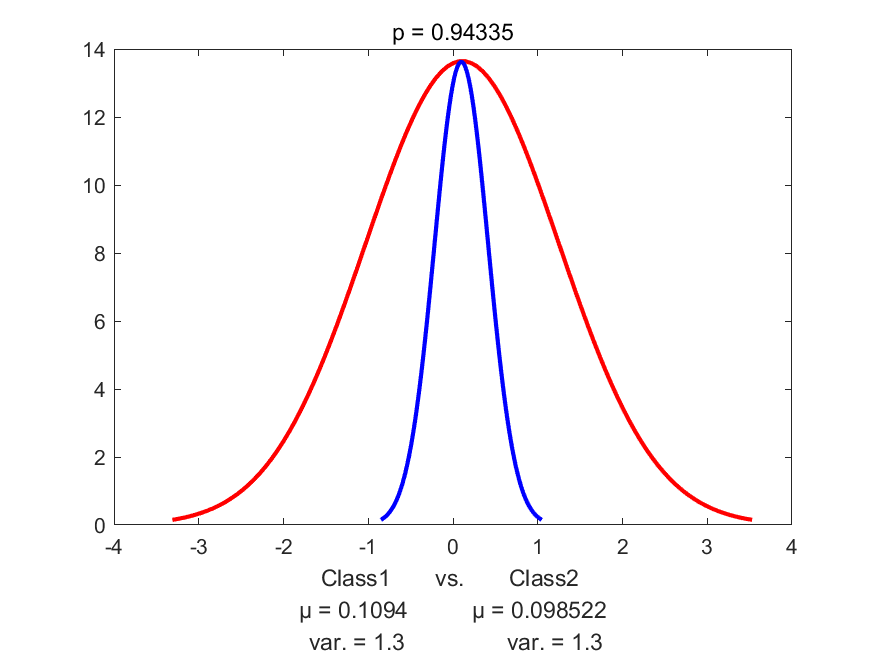 p = 0.94335
14
12
10
8
6
4
2
0
-4 -3 -2 -1 0 1 2 3 4
Class1 vs. Class2
μ = 0.1094 μ = 0.098522
var. = 1.3 var. = 1.3